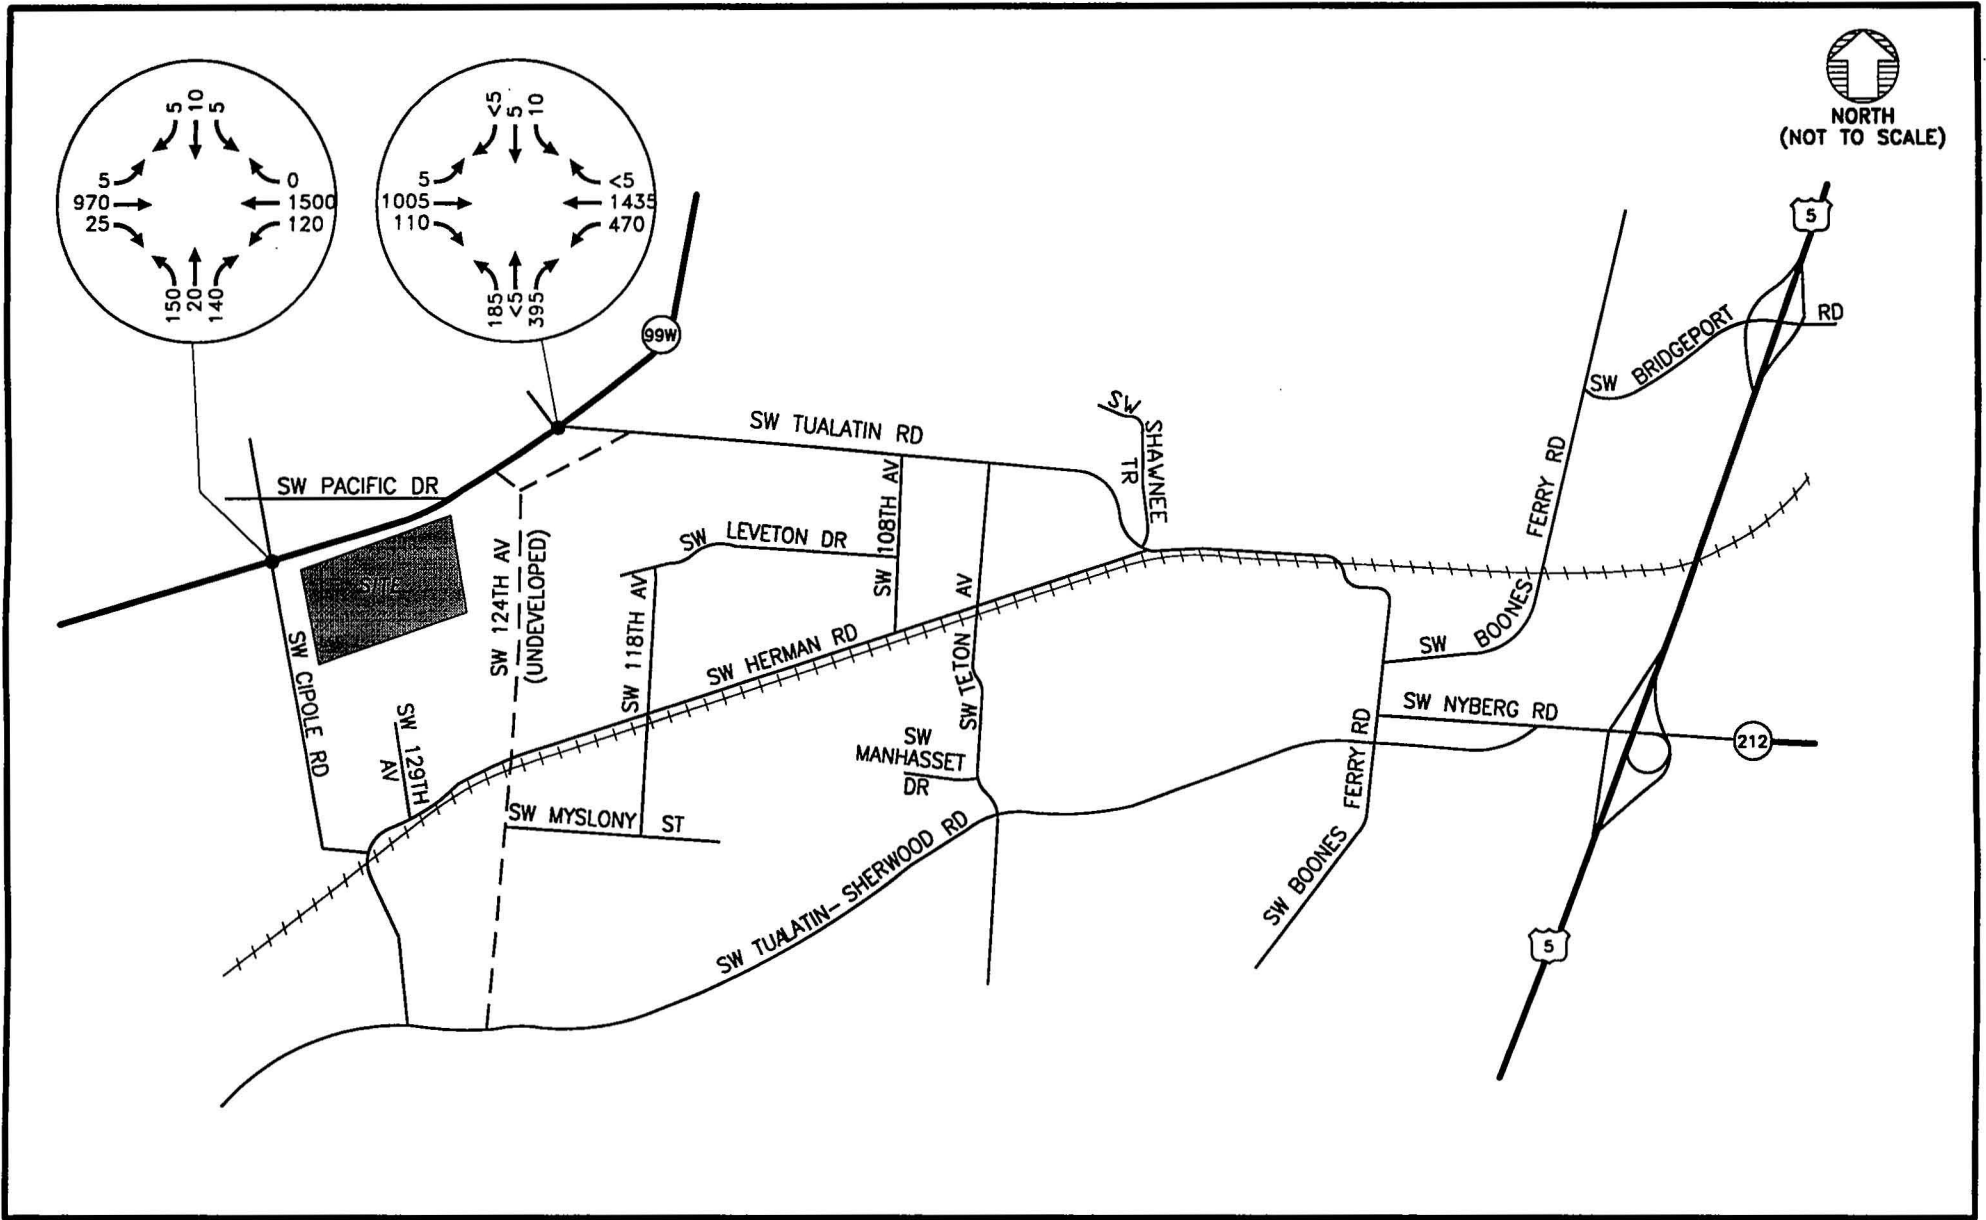 NORTH
(NOT TO SCALE)
5 10 5
5
970
25
0
1500
120
150 20 140
<5 5 10
5
1005
110
<5
1435
470
185 <5 395
99W
5
SW BRIDGEPORT RD
SW TUALATIN RD
SW SHAWNEE
TR
SW PACIFIC DR
SW 108TH AV
FERRY RD
SW LEVETON DR
SW 124TH AV
(UNDEVELOPED)
SITE
SW 118TH AV
SW TETON AV
SW BOONES
SW HERMAN RD
SW CIPOLE RD
SW 129TH
AV
SW NYBERG RD
212
SW
MANHASSET
DR
FERRY RD
SW MYSLONY ST
SW BOONES
SW TUALATIN-SHERWOOD RD
5